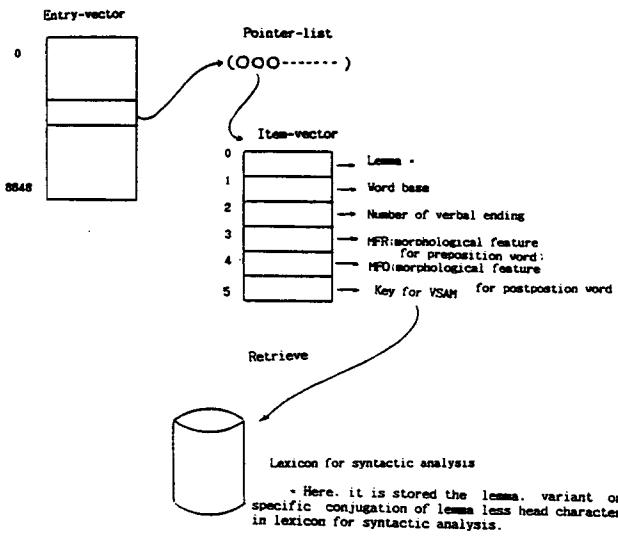 Entry-vector
Pointer-list
0
(OOO------- )
Item-vector
0
Lemma *
1
Word base
8848
2
Number of verbal ending
3
MFR:morphological feature
for preposition word;
4
MFO:morphological feature
5
Key for VSAM for postpostion word
Retrieve
Lexicon for syntactic analysis
* Here. it is stored the lemma. variant or
specific conjugation of lemma less head character
in lexicon for syntactic analysis.